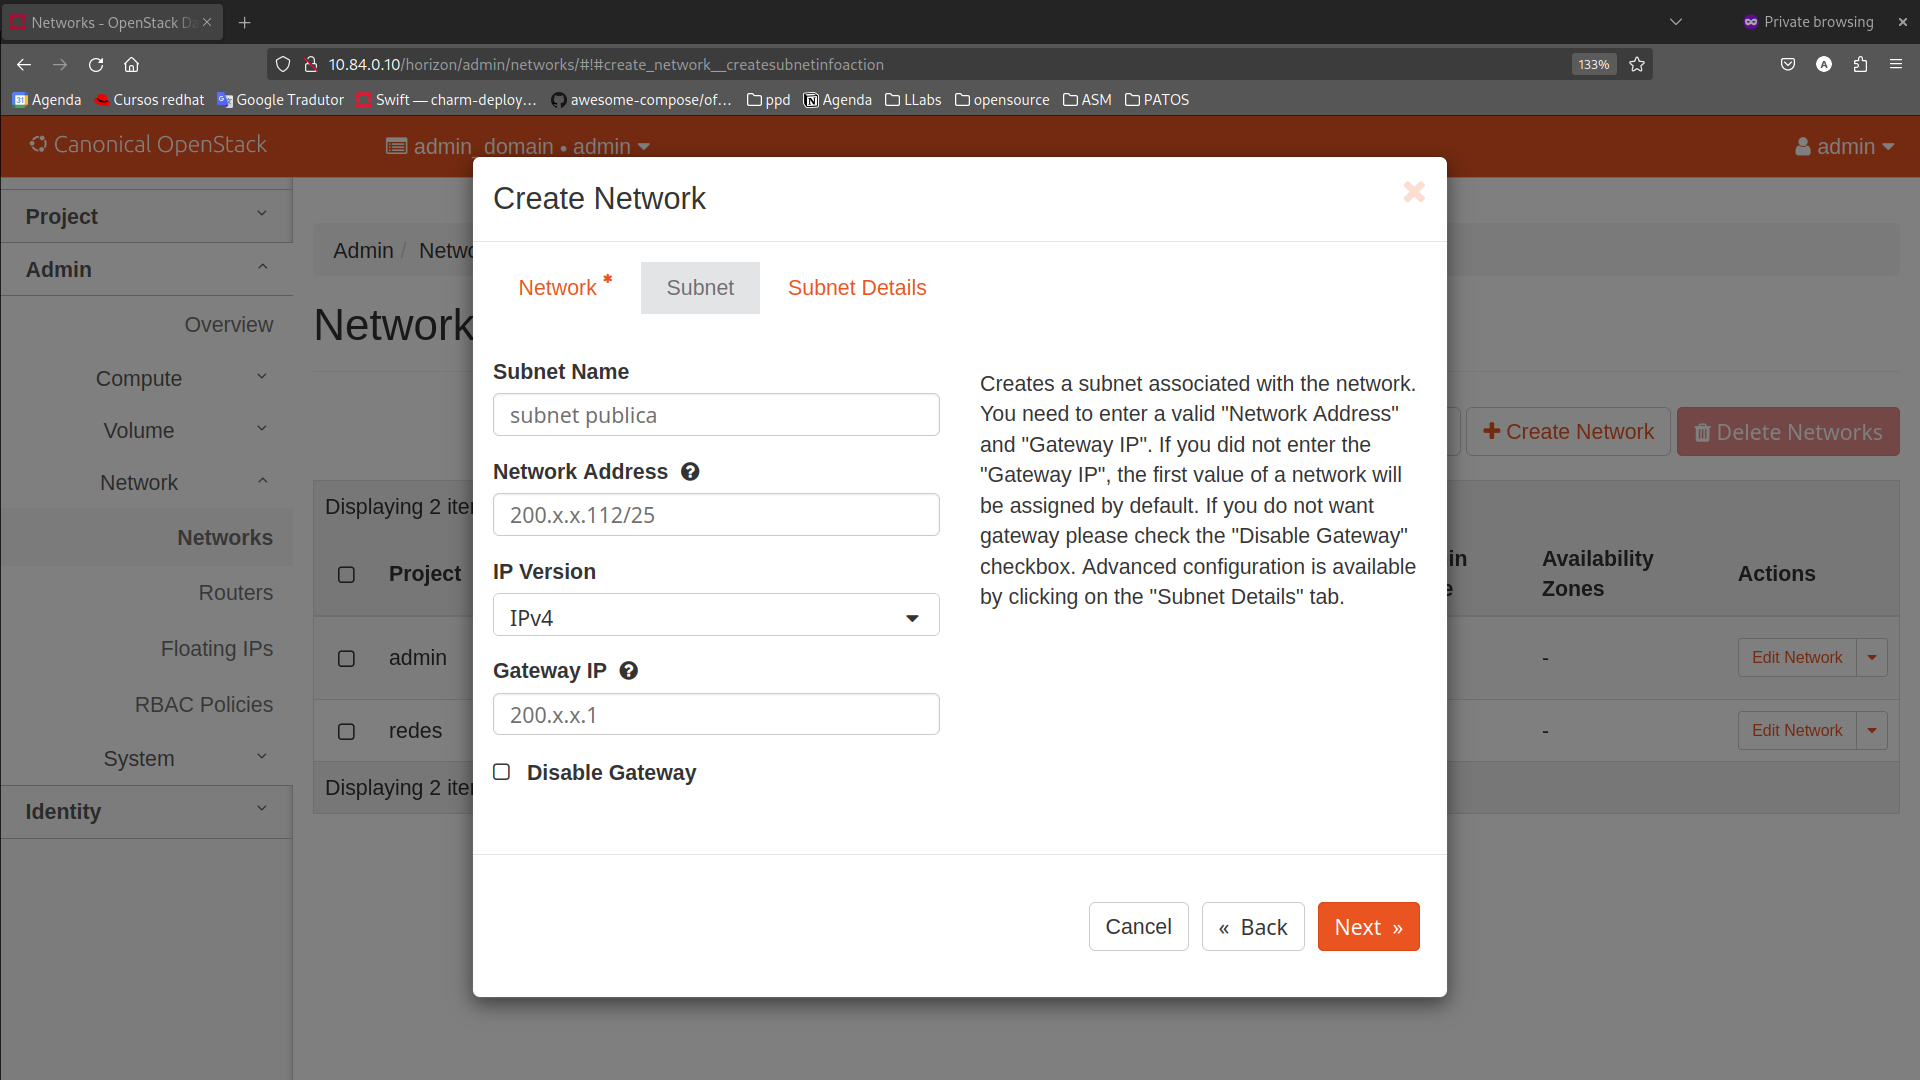 Networks - OpenStack D
Private browsing
10.84.0.10/horizon/admin/networks/#!#create_network__createsubnetinfoaction
133%
Agenda
Cursos redhat
Google Tradutor
Swift — charm-deploy…
awesome-compose/of…
ppd
Agenda
LLabs
opensource
ASM
PATOS
Canonical OpenStack
admin_domain • admin
admin
Project
Admin
Overview
Compute
Volume
Network
Networks
Routers
Floating IPs
RBAC Policies
System
Identity
Admin / Netwo
Network
Create Network
Delete Networks
Displaying 2 iter
Project
in
Availability
Zones
Actions
admin
-
Edit Network
redes
-
Edit Network
Displaying 2 iter
Create Network
Network *
Subnet
Subnet Details
Subnet Name
subnet publica
Network Address
200.x.x.112/25
IP Version
IPv4
Gateway IP
200.x.x.1
Disable Gateway
Creates a subnet associated with the network.
You need to enter a valid "Network Address"
and "Gateway IP". If you did not enter the
"Gateway IP", the first value of a network will
be assigned by default. If you do not want
gateway please check the "Disable Gateway"
checkbox. Advanced configuration is available
by clicking on the "Subnet Details" tab.
Cancel
« Back
Next »